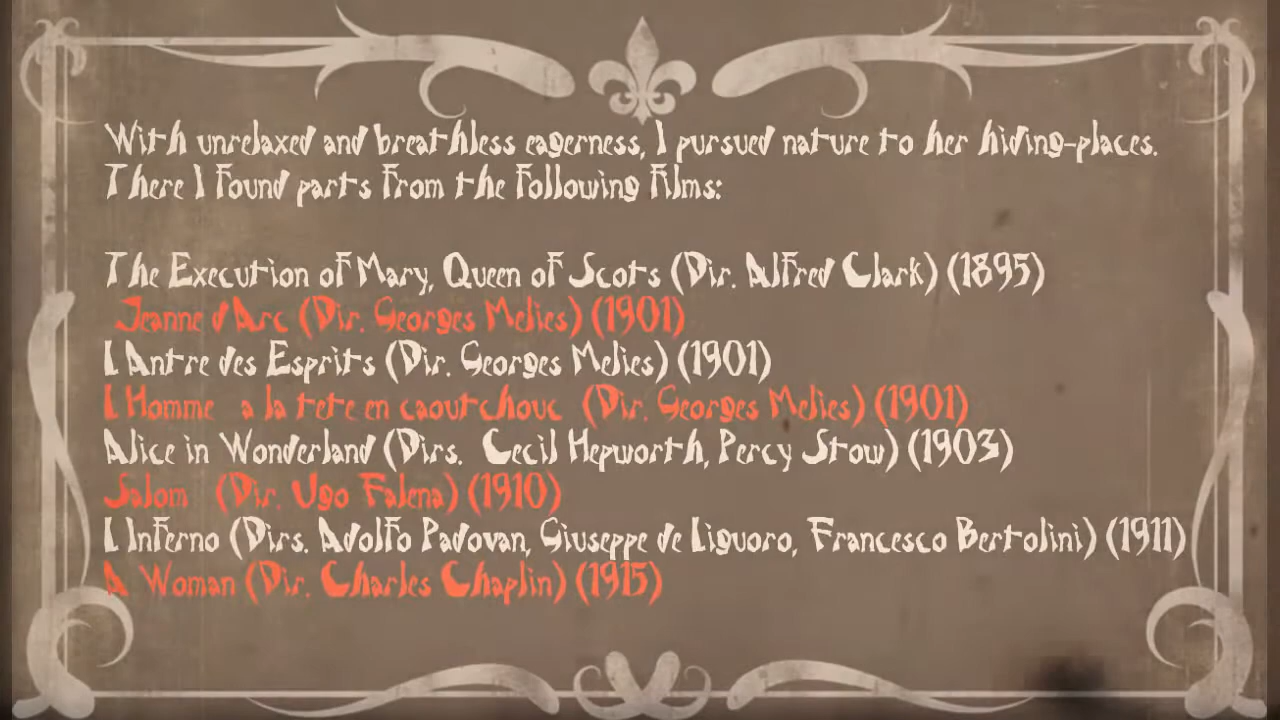 With unrelaxed and breathless eagerness, I pursued nature to her hiding-places.
There I found parts from the following films:
The Execution of Mary, Queen of Scots (Dir. Alfred Clark) (1895)
Jeanne d Arc (Dir. Georges Melies) (1901)
L Antre des Esprits (Dir. Georges Melies) (1901)
L Homme a la tete en caoutchouc (Dir. Georges Melies) (1901)
Alice in Wonderland (Dirs. Cecil Hepworth, Percy Stow) (1903)
Salom (Dir. Ugo Falena) (1910)
L Inferno (Dirs. Adolfo Padovan, Giuseppe de Liguoro, Francesco Bertolini) (1911)
A Woman (Dir. Charles Chaplin) (1915)